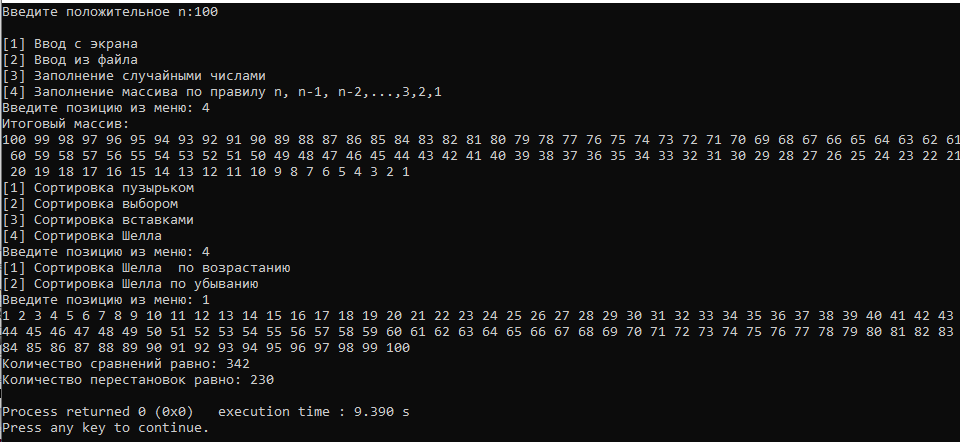 Введите положительное n:100
[1] Ввод с экрана
[2] Ввод из файла
[3] Заполнение случайными числами
[4] Заполнение массива по правилу n, n-1, n-2,...,3,2,1
Введите позицию из меню: 4
Итоговый массив:
100 99 98 97 96 95 94 93 92 91 90 89 88 87 86 85 84 83 82 81 80 79 78 77 76 75 74 73 72 71 70 69 68 67 66 65 64 63 62 61
60 59 58 57 56 55 54 53 52 51 50 49 48 47 46 45 44 43 42 41 40 39 38 37 36 35 34 33 32 31 30 29 28 27 26 25 24 23 22 21
20 19 18 17 16 15 14 13 12 11 10 9 8 7 6 5 4 3 2 1
[1] Сортировка пузырьком
[2] Сортировка выбором
[3] Сортировка вставками
[4] Сортировка Шелла
Введите позицию из меню: 4
[1] Сортировка Шелла  по возрастанию
[2] Сортировка Шелла по убыванию
Введите позицию из меню: 1
1 2 3 4 5 6 7 8 9 10 11 12 13 14 15 16 17 18 19 20 21 22 23 24 25 26 27 28 29 30 31 32 33 34 35 36 37 38 39 40 41 42 43
44 45 46 47 48 49 50 51 52 53 54 55 56 57 58 59 60 61 62 63 64 65 66 67 68 69 70 71 72 73 74 75 76 77 78 79 80 81 82 83
84 85 86 87 88 89 90 91 92 93 94 95 96 97 98 99 100
Количество сравнений равно: 342
Количество перестановок равно: 230
Process returned 0 (0x0)   execution time : 9.390 s
Press any key to continue.